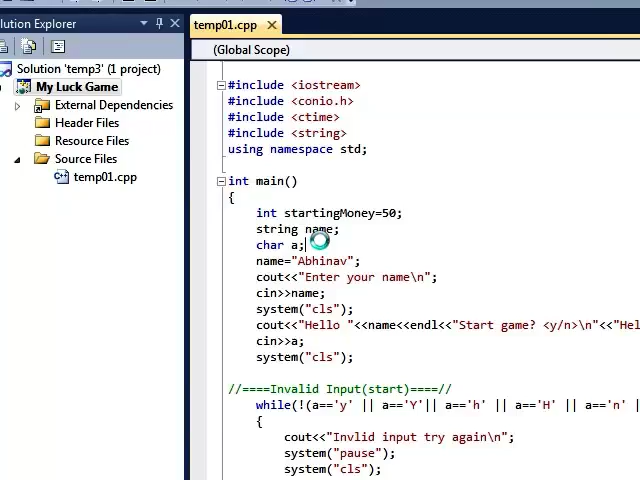 lution Explorer
temp01.cpp
(Global Scope)
Solution 'temp3' (1 project)
My Luck Game
External Dependencies
Header Files
Resource Files
Source Files
temp01.cpp
#include <iostream>
#include <conio.h>
#include <ctime>
#include <string>
using namespace std;
int main()
{
int startingMoney=50;
string name;
char a;
name="Abhinav";
cout<<"Enter your name\n";
cin>>name;
system("cls");
cout<<"Hello "<<name<<endl<<"Start game? <y/n>\n"<<"Hel
cin>>a;
system("cls");
//====Invalid Input(start)====//
while(!(a=='y' || a=='Y'|| a=='h' || a=='H' || a=='n' |
{
cout<<"Invlid input try again\n";
system("pause");
system("cls");